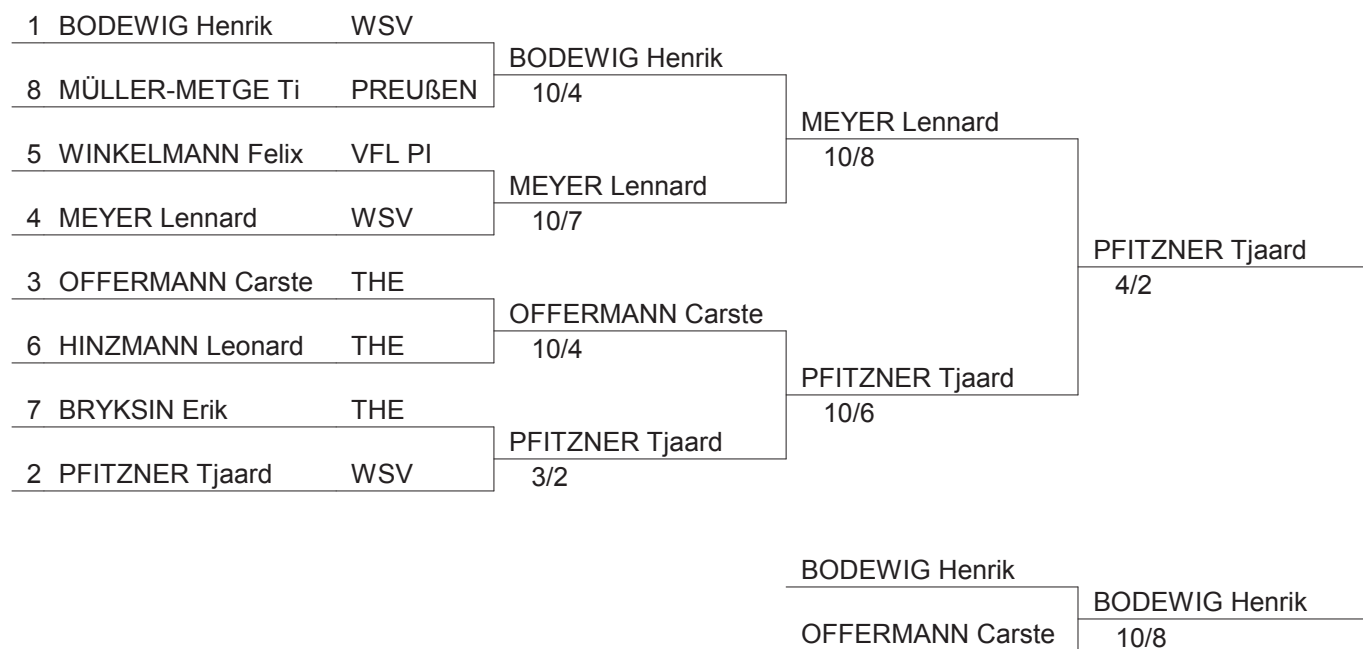 1 BODEWIG Henrik WSV
BODEWIG Henrik
8 MÜLLER-METGE Ti PREUßEN
10/4
MEYER Lennard
5 WINKELMANN Felix VFL PI
10/8
MEYER Lennard
4 MEYER Lennard WSV
10/7
PFITZNER Tjaard
3 OFFERMANN Carste THE
4/2
OFFERMANN Carste
6 HINZMANN Leonard THE
10/4
PFITZNER Tjaard
7 BRYKSIN Erik THE
10/6
PFITZNER Tjaard
2 PFITZNER Tjaard WSV
3/2
BODEWIG Henrik
BODEWIG Henrik
OFFERMANN Carste
10/8